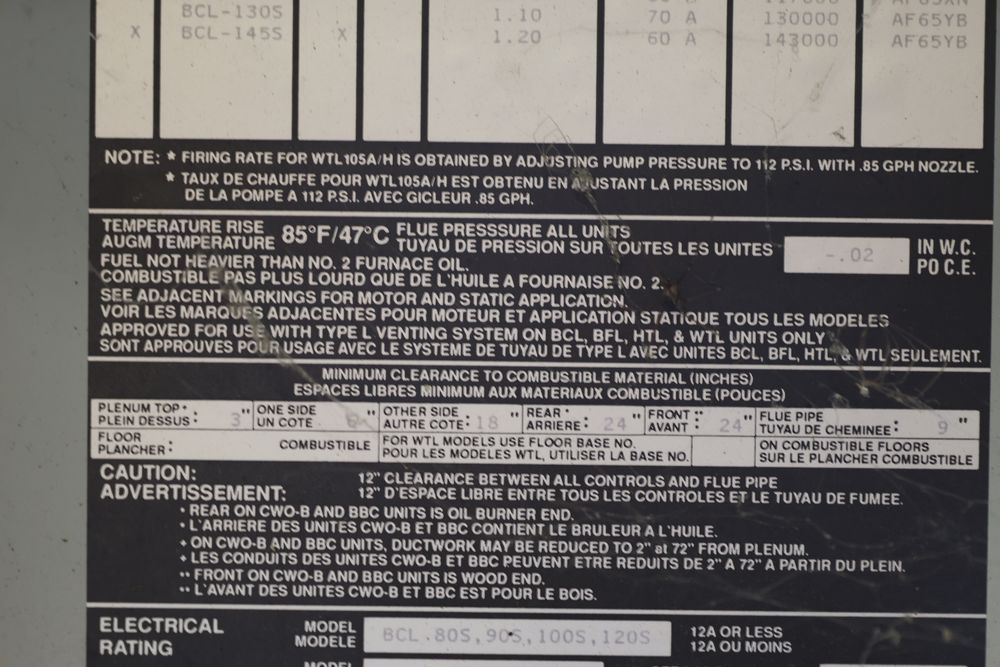 BCL-130S 1.10 70 A 130000 AF65YB
X BCL-145S X 1.20 60 A 143000 AF65YB
NOTE: * FIRING RATE FOR WTL105A/H IS OBTAINED BY ADJUSTING PUMP PRESSURE TO 112 P.S.I. WITH .85 GPH NOZZLE.
* TAUX DE CHAUFFE POUR WTL105A/H EST OBTENU EN AJUSTANT LA PRESSION
DE LA POMPE A 112 P.S.I. AVEC GICLEUR .85 GPH.
TEMPERATURE RISE
AUGM TEMPERATURE
85°F/47°C
FLUE PRESSSURE ALL UNITS
TUYAU DE PRESSION SUR TOUTES LES UNITES
-.02
IN W.C.
PO C.E.
FUEL NOT HEAVIER THAN NO. 2 FURNACE OIL.
COMBUSTIBLE PAS PLUS LOURD QUE DE L'HUILE A FOURNAISE NO. 2.
SEE ADJACENT MARKINGS FOR MOTOR AND STATIC APPLICATION.
VOIR LES MARQUES ADJACENTES POUR MOTEUR ET APPLICATION STATIQUE TOUS LES MODELES
APPROVED FOR USE WITH TYPE L VENTING SYSTEM ON BCL, BFL, HTL, & WTL UNITS ONLY
SONT APPROUVES POUR USAGE AVEC LE SYSTEME DE TUYAU DE TYPE L AVEC UNITES BCL, BFL, HTL, & WTL SEULEMENT.
MINIMUM CLEARANCE TO COMBUSTIBLE MATERIAL (INCHES)
ESPACES LIBRES MINIMUM AUX MATERIAUX COMBUSTIBLE (POUCES)
PLENUM TOP*:
PLEIN DESSUS: 3"
ONE SIDE
UN COTE: 6"
OTHER SIDE
AUTRE COTE: 18"
REAR*
ARRIERE: 24"
FRONT**
AVANT: 24"
FLUE PIPE
TUYAU DE CHEMINEE: 9"
FLOOR
PLANCHER: COMBUSTIBLE
FOR WTL MODELS USE FLOOR BASE NO.
POUR LES MODELES WTL, UTILISER LA BASE NO.
ON COMBUSTIBLE FLOORS
SUR LE PLANCHER COMBUSTIBLE
CAUTION: 12" CLEARANCE BETWEEN ALL CONTROLS AND FLUE PIPE
ADVERTISSEMENT: 12" D'ESPACE LIBRE ENTRE TOUS LES CONTROLES ET LE TUYAU DE FUMEE.
* REAR ON CWO-B AND BBC UNITS IS OIL BURNER END.
* L'ARRIERE DES UNITES CWO-B ET BBC CONTIENT LE BRULEUR A L'HUILE.
+ ON CWO-B AND BBC UNITS, DUCTWORK MAY BE REDUCED TO 2" at 72" FROM PLENUM.
+ LES CONDUITS DES UNITES CWO-B ET BBC PEUVENT ETRE REDUITS DE 2" A 72" A PARTIR DU PLEIN.
** FRONT ON CWO-B AND BBC UNITS IS WOOD END.
** L'AVANT DES UNITES CWO-B ET BBC EST POUR LE BOIS.
ELECTRICAL
RATING
MODEL
MODELE
BCL 80S,90S,100S,120S
12A OR LESS
12A OU MOINS
MODEL